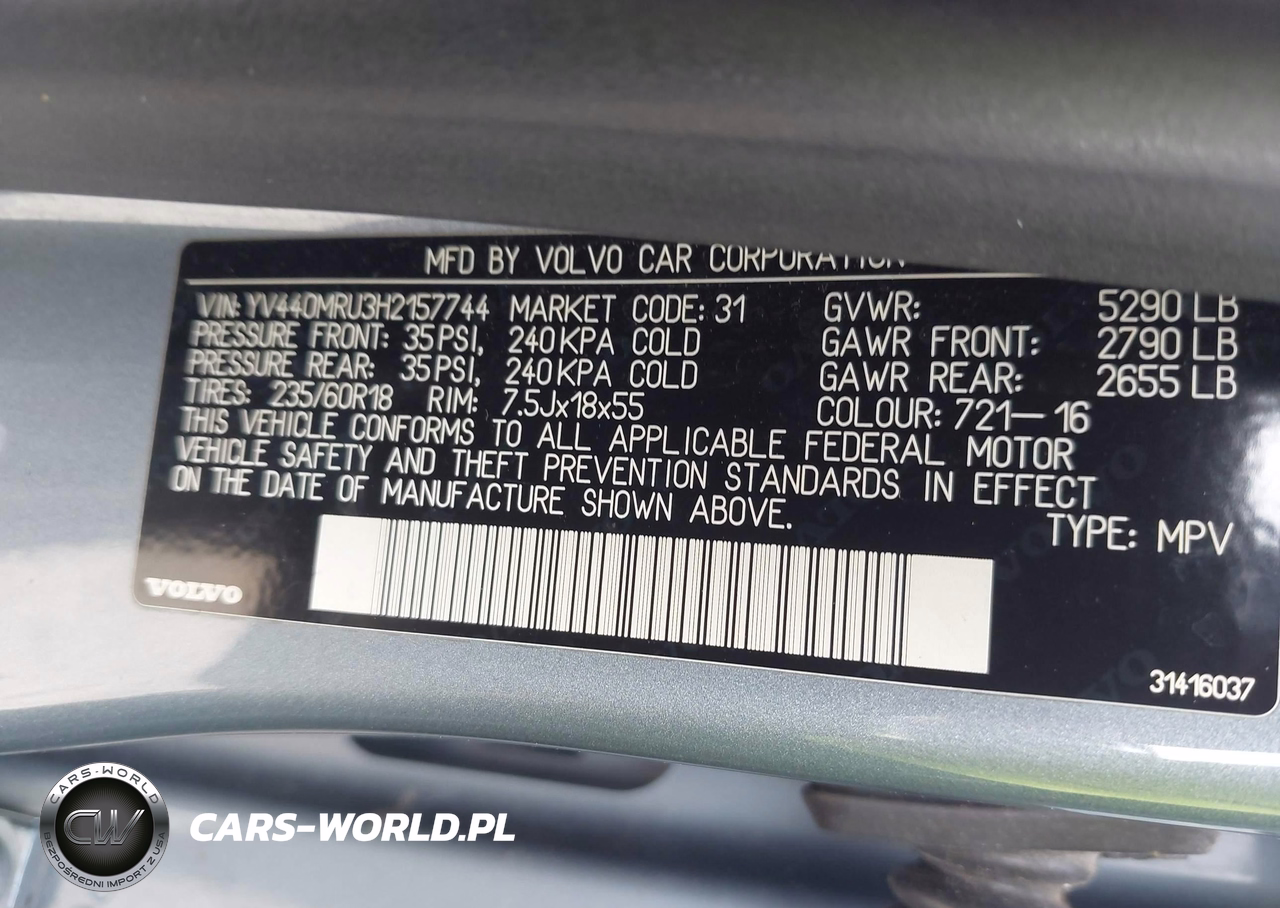 MFD BY VOLVO CAR CORPORATION
VIN: YV440MRU3H2157744 MARKET CODE: 31 GVWR: 5290 LB
PRESSURE FRONT: 35 PSI, 240 KPA COLD GAWR FRONT: 2790 LB
PRESSURE REAR: 35 PSI, 240 KPA COLD GAWR REAR: 2655 LB
TIRES: 235/60R18 RIM: 7.5Jx18x55 COLOUR: 721-16
THIS VEHICLE CONFORMS TO ALL APPLICABLE FEDERAL MOTOR
VEHICLE SAFETY AND THEFT PREVENTION STANDARDS IN EFFECT
ON THE DATE OF MANUFACTURE SHOWN ABOVE.
TYPE: MPV
VOLVO
31416037
CARS-WORLD
CW
BEZPOŚREDNI IMPORT Z USA
CARS-WORLD.PL